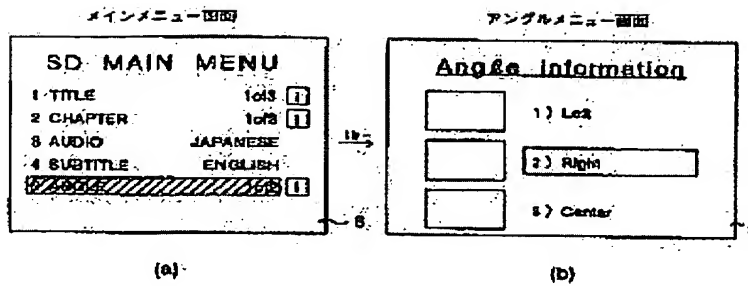 メインメニュー画面
SD MAIN MENU
1 TITLE 1of3 i
2 CHAPTER 1of3 i
3 AUDIO JAPANESE
4 SUBTITLE ENGLISH
i
8
(a)
アングルメニュー画面
Angle Information
1) Left
2) Right
3) Center
(b)